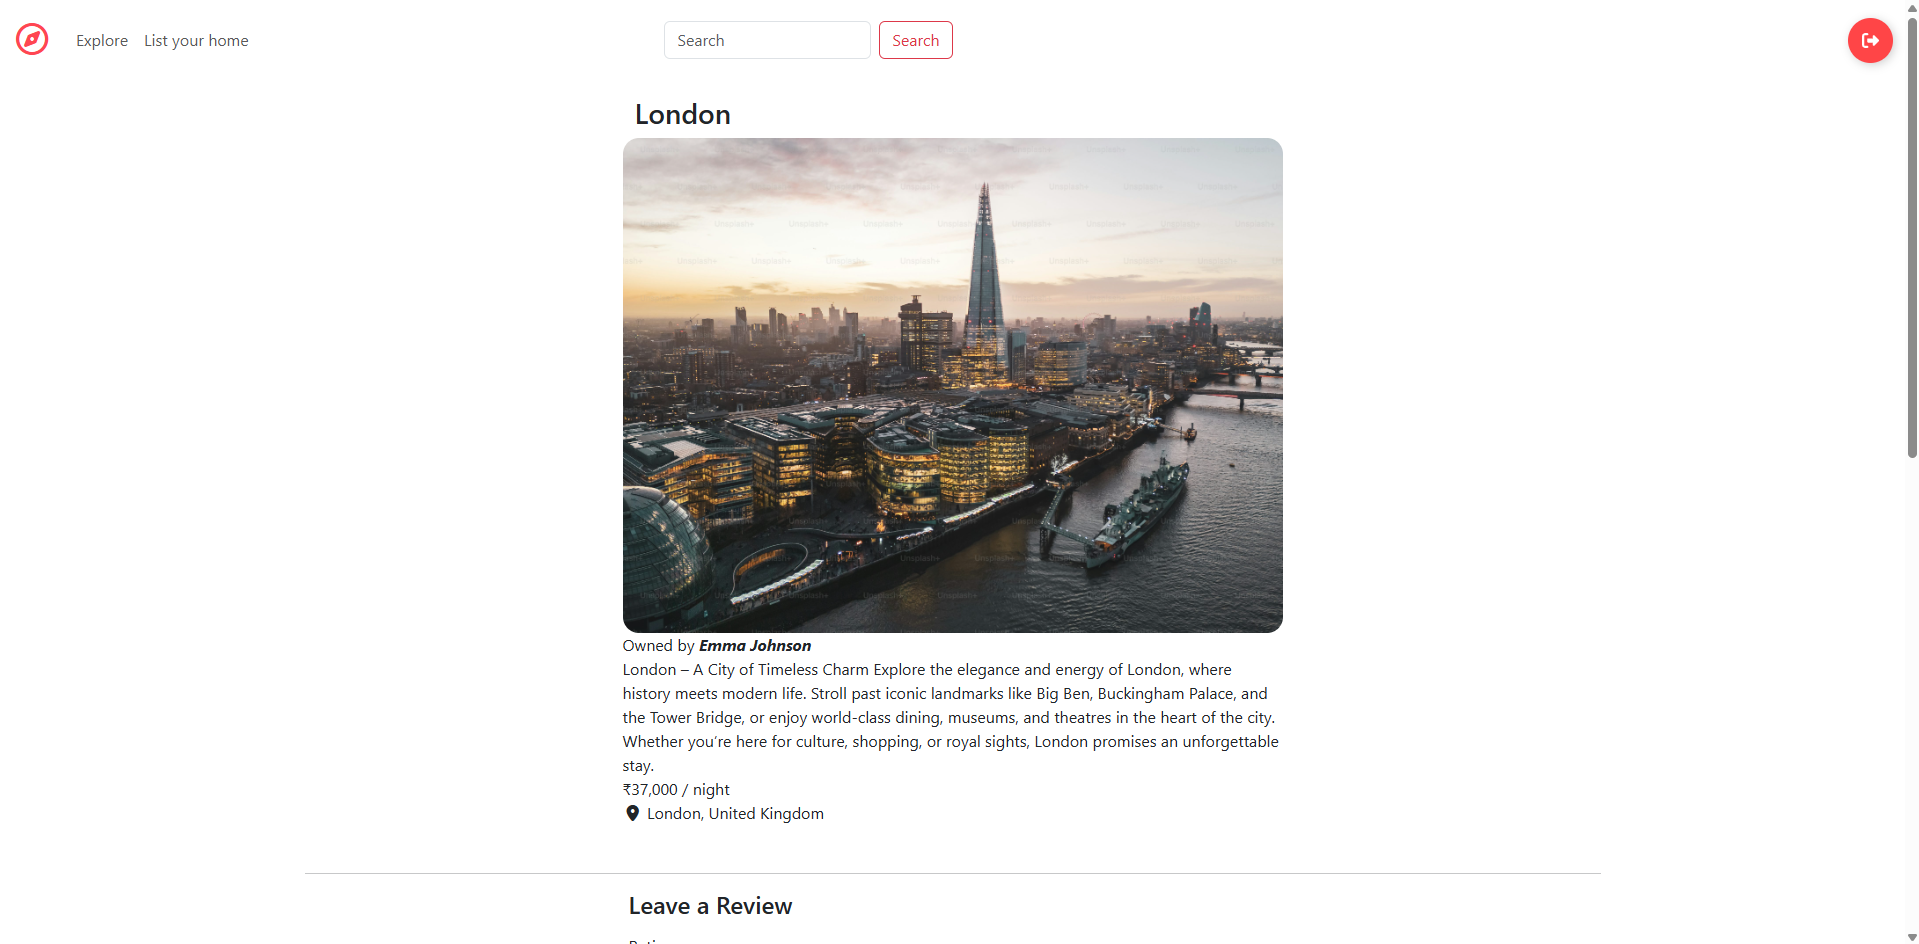 Explore List your home Search Search
London
Unsplash+
Owned by Emma Johnson
London – A City of Timeless Charm Explore the elegance and energy of London, where
history meets modern life. Stroll past iconic landmarks like Big Ben, Buckingham Palace, and
the Tower Bridge, or enjoy world-class dining, museums, and theatres in the heart of the city.
Whether you’re here for culture, shopping, or royal sights, London promises an unforgettable
stay.
₹37,000 / night
London, United Kingdom
Leave a Review